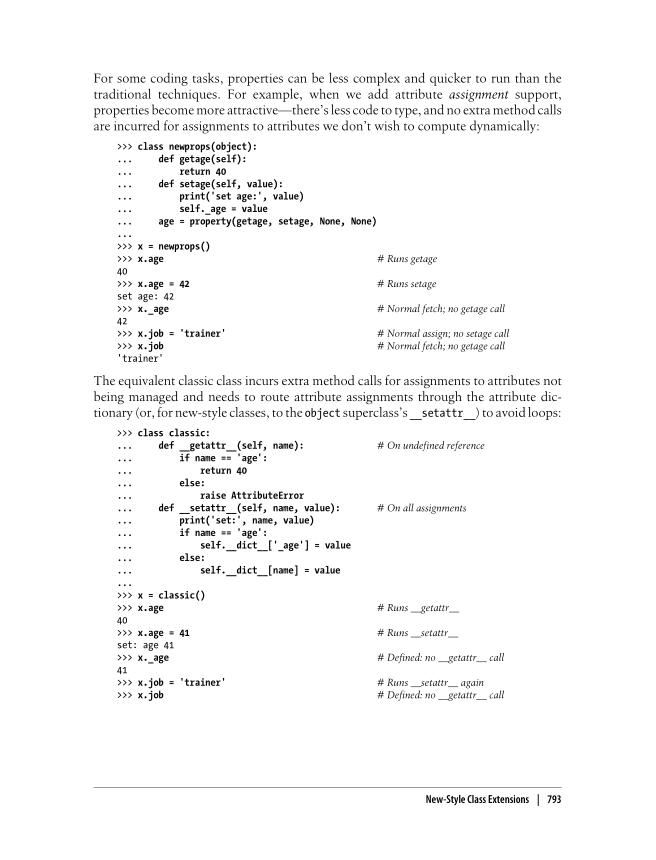 For some coding tasks, properties can be less complex and quicker to run than the
traditional techniques. For example, when we add attribute assignment support,
properties become more attractive—there's less code to type, and no extra method calls
are incurred for assignments to attributes we don't wish to compute dynamically:
>>> class newprops(object):
...     def getage(self):
...         return 40
...     def setage(self, value):
...         print('set age:', value)
...         self._age = value
...     age = property(getage, setage, None, None)
...
>>> x = newprops()
>>> x.age # Runs getage
40
>>> x.age = 42 # Runs setage
set age: 42
>>> x._age # Normal fetch; no getage call
42
>>> x.job = 'trainer' # Normal assign; no setage call
>>> x.job # Normal fetch; no getage call
'trainer'
The equivalent classic class incurs extra method calls for assignments to attributes not
being managed and needs to route attribute assignments through the attribute dic-
tionary (or, for new-style classes, to the object superclass's __setattr__) to avoid loops:
>>> class classic:
...     def __getattr__(self, name): # On undefined reference
...         if name == 'age':
...             return 40
...         else:
...             raise AttributeError
...     def __setattr__(self, name, value): # On all assignments
...         print('set:', name, value)
...         if name == 'age':
...             self.__dict__['_age'] = value
...         else:
...             self.__dict__[name] = value
...
>>> x = classic()
>>> x.age # Runs __getattr__
40
>>> x.age = 41 # Runs __setattr__
set: age 41
>>> x._age # Defined: no __getattr__ call
41
>>> x.job = 'trainer' # Runs __setattr__ again
>>> x.job # Defined: no __getattr__ call
New-Style Class Extensions | 793